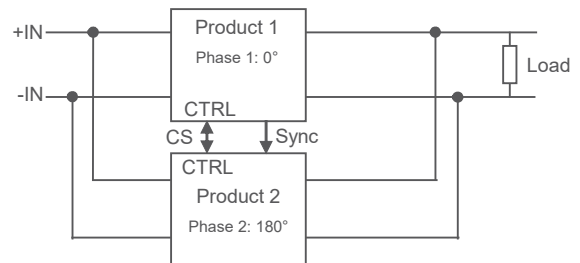 +IN
Product 1
Phase 1: 0°
Load
-IN
CTRL
CS
Sync
CTRL
Product 2
Phase 2: 180°